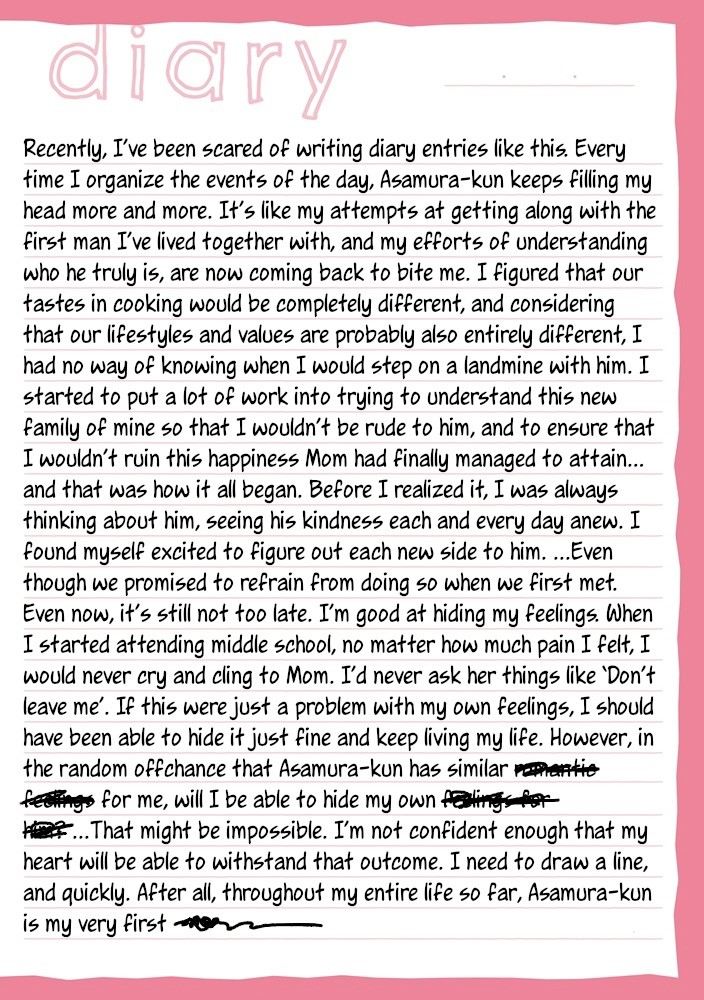 diary
Recently, I've been scared of writing diary entries like this. Every
time I organize the events of the day, Asamura-kun keeps filling my
head more and more. It's like my attempts at getting along with the
first man I've lived together with, and my efforts of understanding
who he truly is, are now coming back to bite me. I figured that our
tastes in cooking would be completely different, and considering
that our lifestyles and values are probably also entirely different, I
had no way of knowing when I would step on a landmine with him. I
started to put a lot of work into trying to understand this new
family of mine so that I wouldn't be rude to him, and to ensure that
I wouldn't ruin this happiness Mom had finally managed to attain...
and that was how it all began. Before I realized it, I was always
thinking about him, seeing his kindness each and every day anew. I
found myself excited to figure out each new side to him. ...Even
though we promised to refrain from doing so when we first met.
Even now, it's still not too late. I'm good at hiding my feelings. When
I started attending middle school, no matter how much pain I felt, I
would never cry and cling to Mom. I'd never ask her things like 'Don't
leave me'. If this were just a problem with my own feelings, I should
have been able to hide it just fine and keep living my life. However, in
the random offchance that Asamura-kun has similar romantic
feelings for me, will I be able to hide my own feelings for
him? ...That might be impossible. I'm not confident enough that my
heart will be able to withstand that outcome. I need to draw a line,
and quickly. After all, throughout my entire life so far, Asamura-kun
is my very first